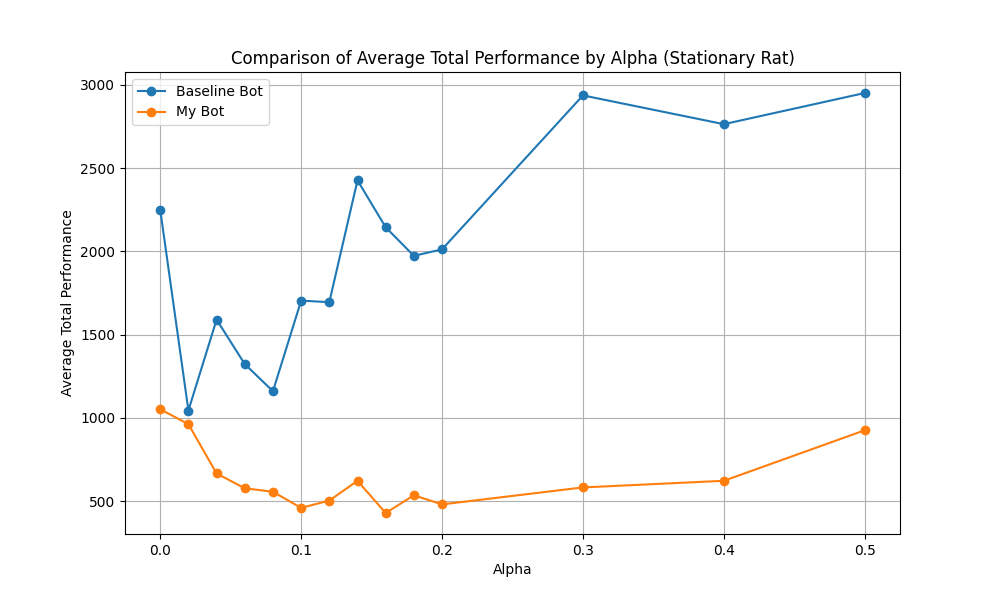 Comparison of Average Total Performance by Alpha (Stationary Rat)
Baseline Bot
My Bot
Average Total Performance
3000
2500
2000
1500
1000
500
0.0
0.1
0.2
0.3
0.4
0.5
Alpha